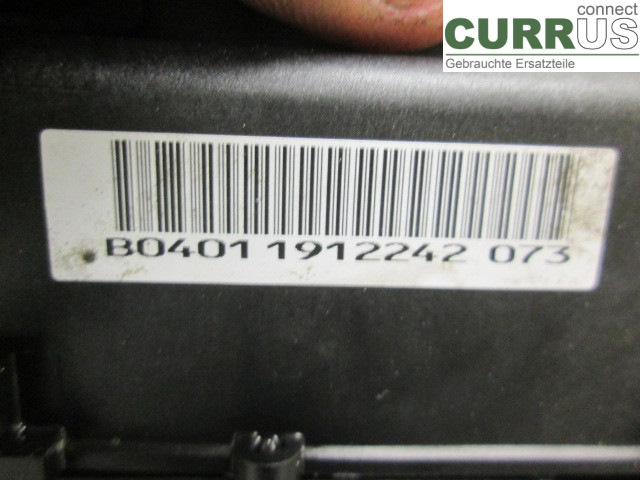 connect
CURRUS
Gebrauchte Ersatzteile
B0401 1912242 073